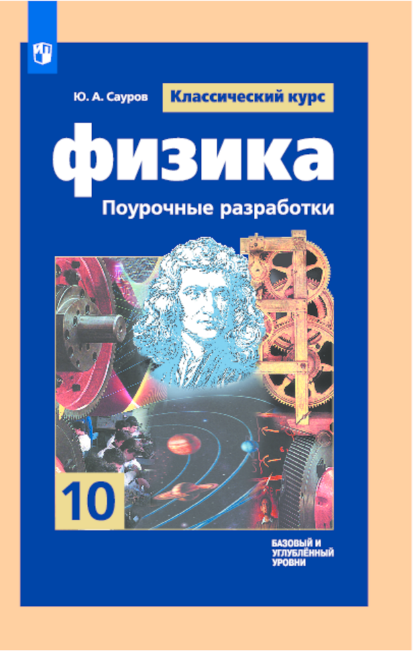 Ю. А. Сауров Классический курс
физика
Поурочные разработки
10
БАЗОВЫЙ И
УГЛУБЛЁННЫЙ
УРОВНИ